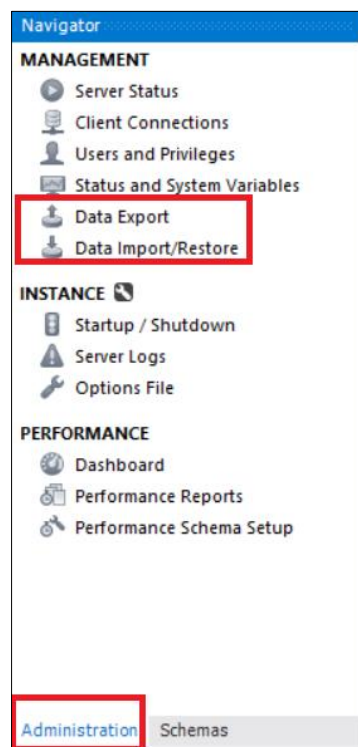 Navigator
MANAGEMENT
Server Status
Client Connections
Users and Privileges
Status and System Variables
Data Export
Data Import/Restore
INSTANCE
Startup / Shutdown
Server Logs
Options File
PERFORMANCE
Dashboard
Performance Reports
Performance Schema Setup
Administration Schemas